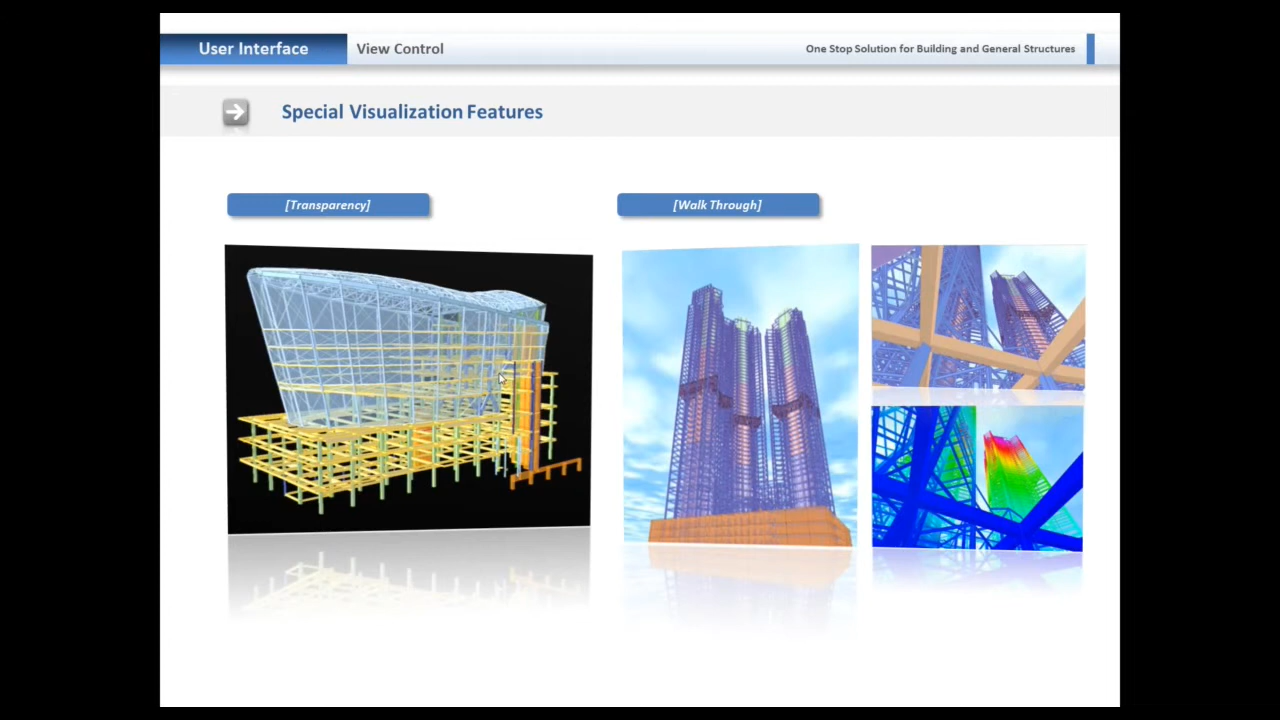 User Interface
View Control
One Stop Solution for Building and General Structures
Special Visualization Features
[Transparency]
[Walk Through]